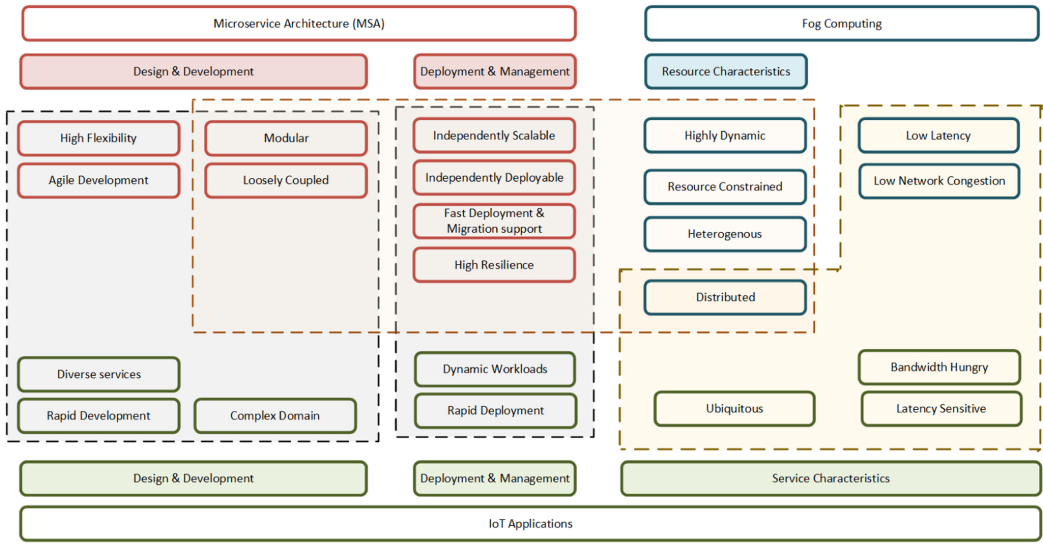 Microservice Architecture (MSA)
Fog Computing
Design & Development
Deployment & Management
Resource Characteristics
High Flexibility
Modular
Independently Scalable
Highly Dynamic
Low Latency
Agile Development
Loosely Coupled
Independently Deployable
Resource Constrained
Low Network Congestion
Fast Deployment &
Migration support
Heterogenous
High Resilience
Distributed
Diverse services
Dynamic Workloads
Bandwidth Hungry
Rapid Development
Complex Domain
Rapid Deployment
Ubiquitous
Latency Sensitive
Design & Development
Deployment & Management
Service Characteristics
IoT Applications